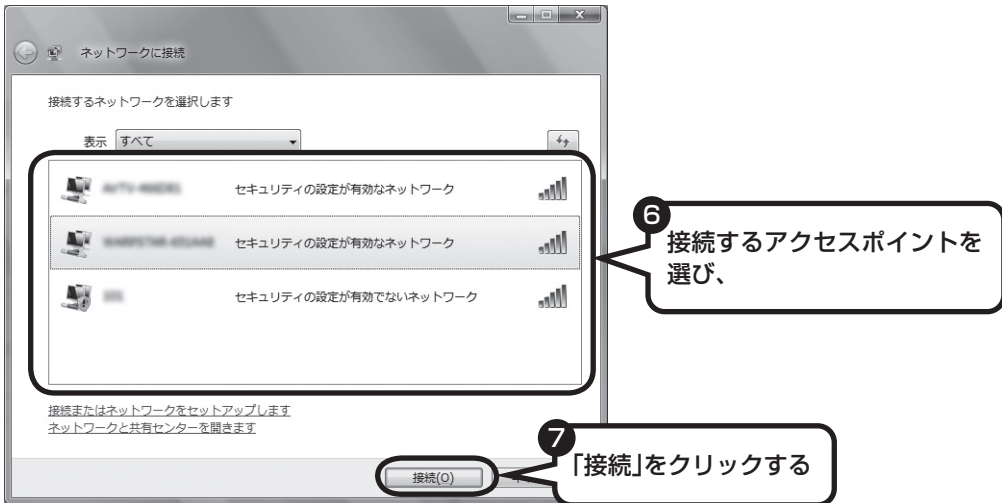 ネットワークに接続
接続するネットワークを選択します
表示 すべて
セキュリティの設定が有効なネットワーク
セキュリティの設定が有効なネットワーク
セキュリティの設定が有効でないネットワーク
6
接続するアクセスポイントを
選び、
接続またはネットワークをセットアップします
ネットワークと共有センターを開きます
7
「接続」をクリックする
接続(O)